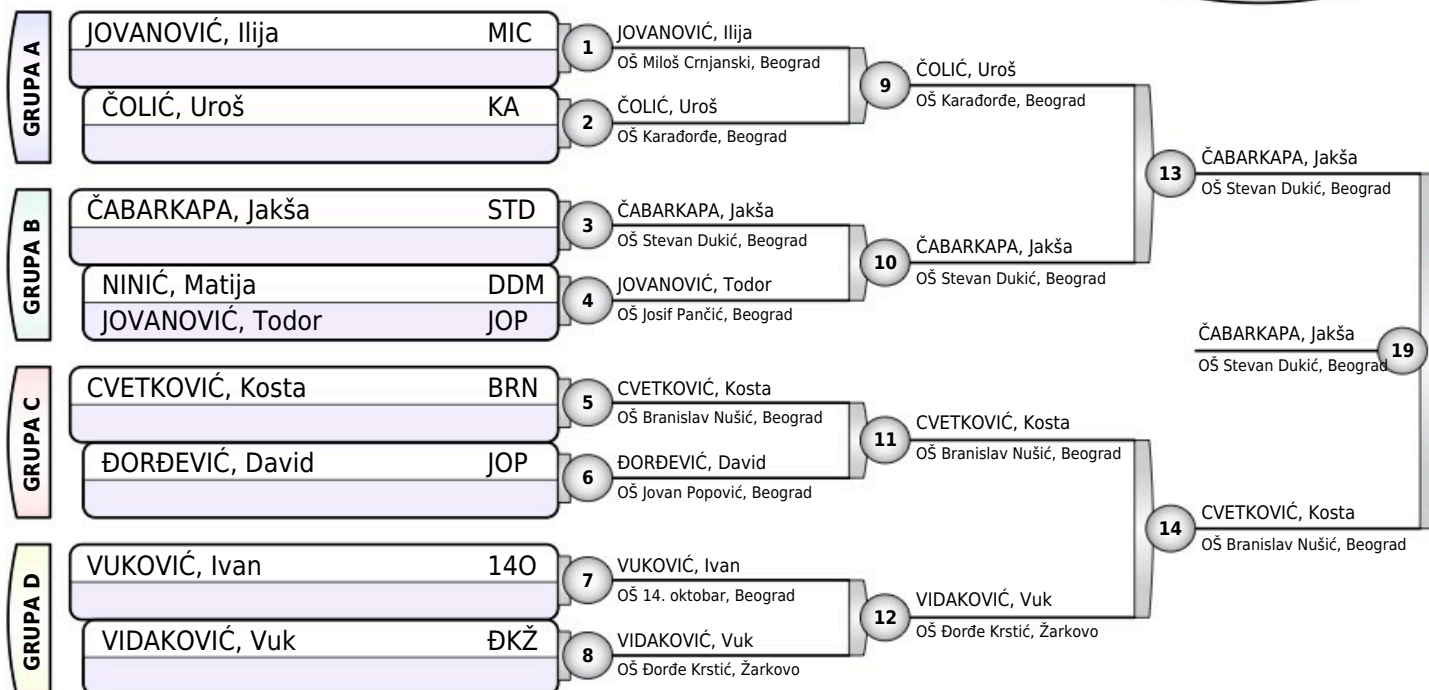 GRUPA A
JOVANOVIĆ, Ilija MIC
ČOLIĆ, Uroš KA
GRUPA B
ČABARKAPA, Jakša STD
NINIĆ, Matija DDM
JOVANOVIĆ, Todor JOP
GRUPA C
CVETKOVIĆ, Kosta BRN
ĐORĐEVIĆ, David JOP
GRUPA D
VUKOVIĆ, Ivan 14O
VIDAKOVIĆ, Vuk ĐKŽ
1
JOVANOVIĆ, Ilija
OŠ Miloš Crnjanski, Beograd
2
ČOLIĆ, Uroš
OŠ Karađorđe, Beograd
3
ČABARKAPA, Jakša
OŠ Stevan Dukić, Beograd
4
JOVANOVIĆ, Todor
OŠ Josif Pančić, Beograd
5
CVETKOVIĆ, Kosta
OŠ Branislav Nušić, Beograd
6
ĐORĐEVIĆ, David
OŠ Jovan Popović, Beograd
7
VUKOVIĆ, Ivan
OŠ 14. oktobar, Beograd
8
VIDAKOVIĆ, Vuk
OŠ Đorđe Krstić, Žarkovo
9
ČOLIĆ, Uroš
OŠ Karađorđe, Beograd
10
ČABARKAPA, Jakša
OŠ Stevan Dukić, Beograd
11
CVETKOVIĆ, Kosta
OŠ Branislav Nušić, Beograd
12
VIDAKOVIĆ, Vuk
OŠ Đorđe Krstić, Žarkovo
13
ČABARKAPA, Jakša
OŠ Stevan Dukić, Beograd
14
CVETKOVIĆ, Kosta
OŠ Branislav Nušić, Beograd
ČABARKAPA, Jakša
OŠ Stevan Dukić, Beograd
19